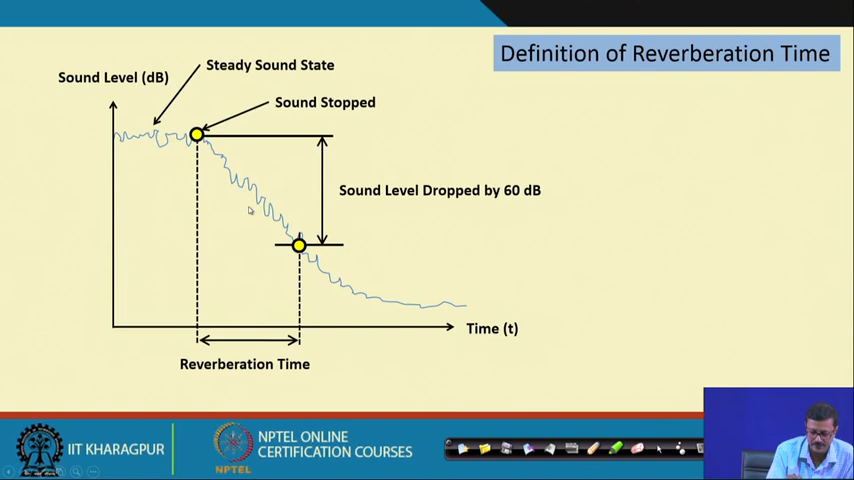 Definition of Reverberation Time
Steady Sound State
Sound Level (dB)
Sound Stopped
Sound Level Dropped by 60 dB
Time (t)
Reverberation Time
IIT KHARAGPUR
NPTEL
NPTEL ONLINE
CERTIFICATION COURSES